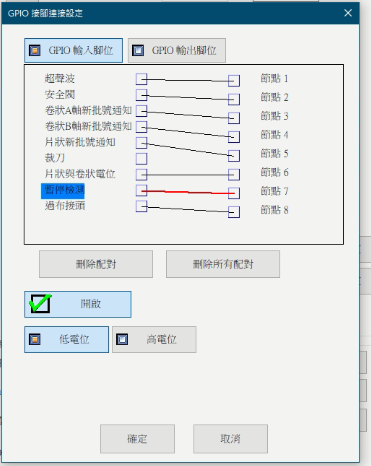 GPIO 接腳連接設定
GPIO 輸入腳位 GPIO 輸出腳位
超聲波 節點 1
安全閥 節點 2
卷狀A軸新批號通知 節點 3
卷狀B軸新批號通知 節點 4
片狀新批號通知 節點 5
裁刀
片狀與卷狀電位 節點 6
暫停檢測 節點 7
過布接頭 節點 8
刪除配對 刪除所有配對
開啟
低電位 高電位
確定 取消